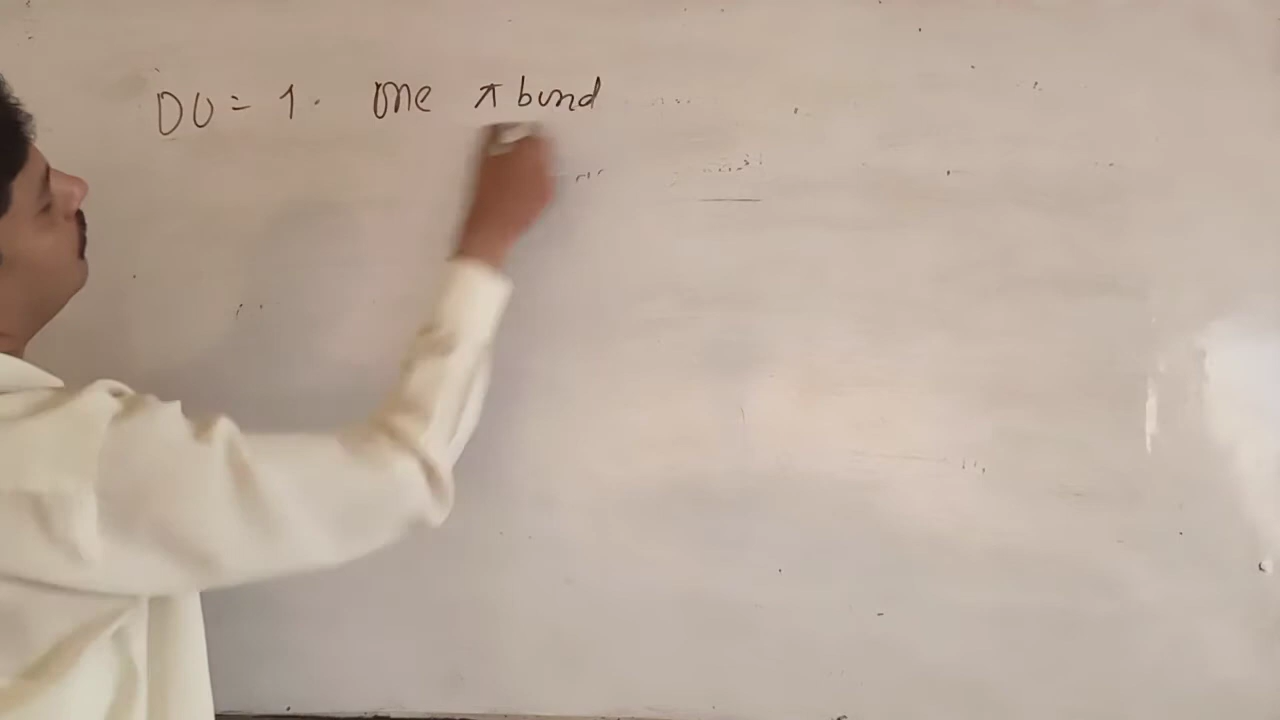 DU = 1. One π bond